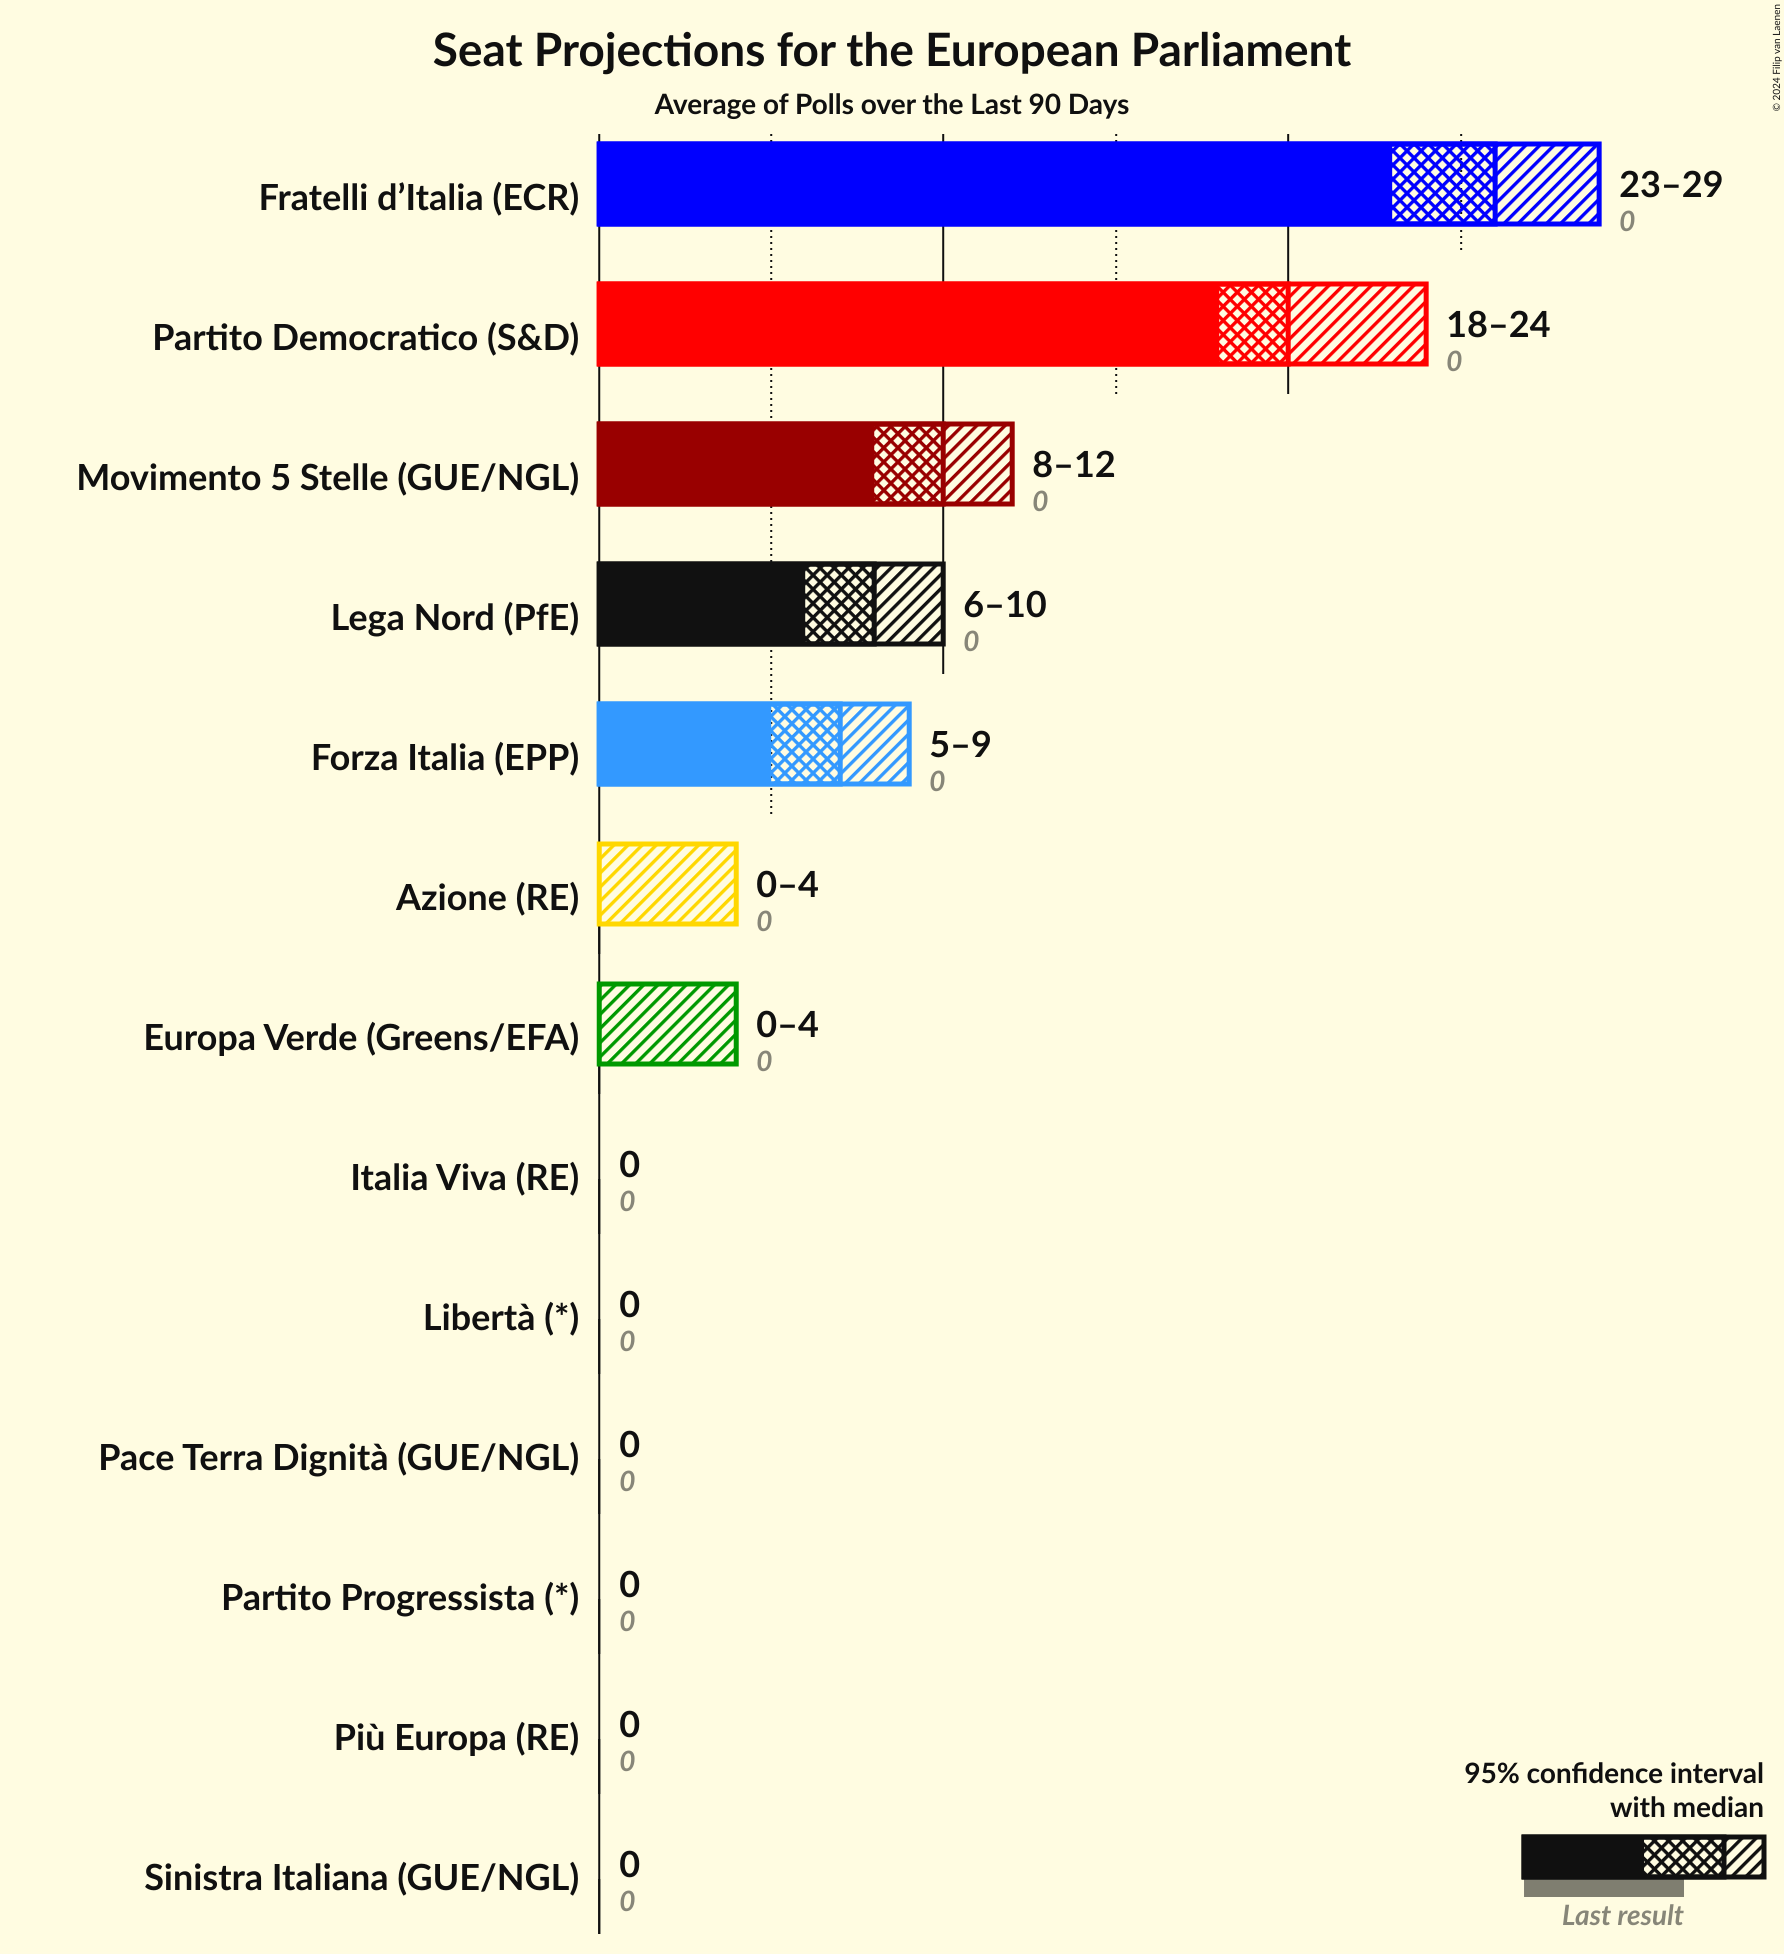 Seat Projections for the European Parliament
Average of Polls over the Last 90 Days
© 2024 Filip van Laenen
Fratelli d’Italia (ECR)
23–29
0
Partito Democratico (S&D)
18–24
0
Movimento 5 Stelle (GUE/NGL)
8–12
0
Lega Nord (PfE)
6–10
0
Forza Italia (EPP)
5–9
0
Azione (RE)
0–4
0
Europa Verde (Greens/EFA)
0–4
0
Italia Viva (RE)
0
0
Libertà (*)
0
0
Pace Terra Dignità (GUE/NGL)
0
0
Partito Progressista (*)
0
0
Più Europa (RE)
0
0
Sinistra Italiana (GUE/NGL)
0
0
95% confidence interval
with median
Last result